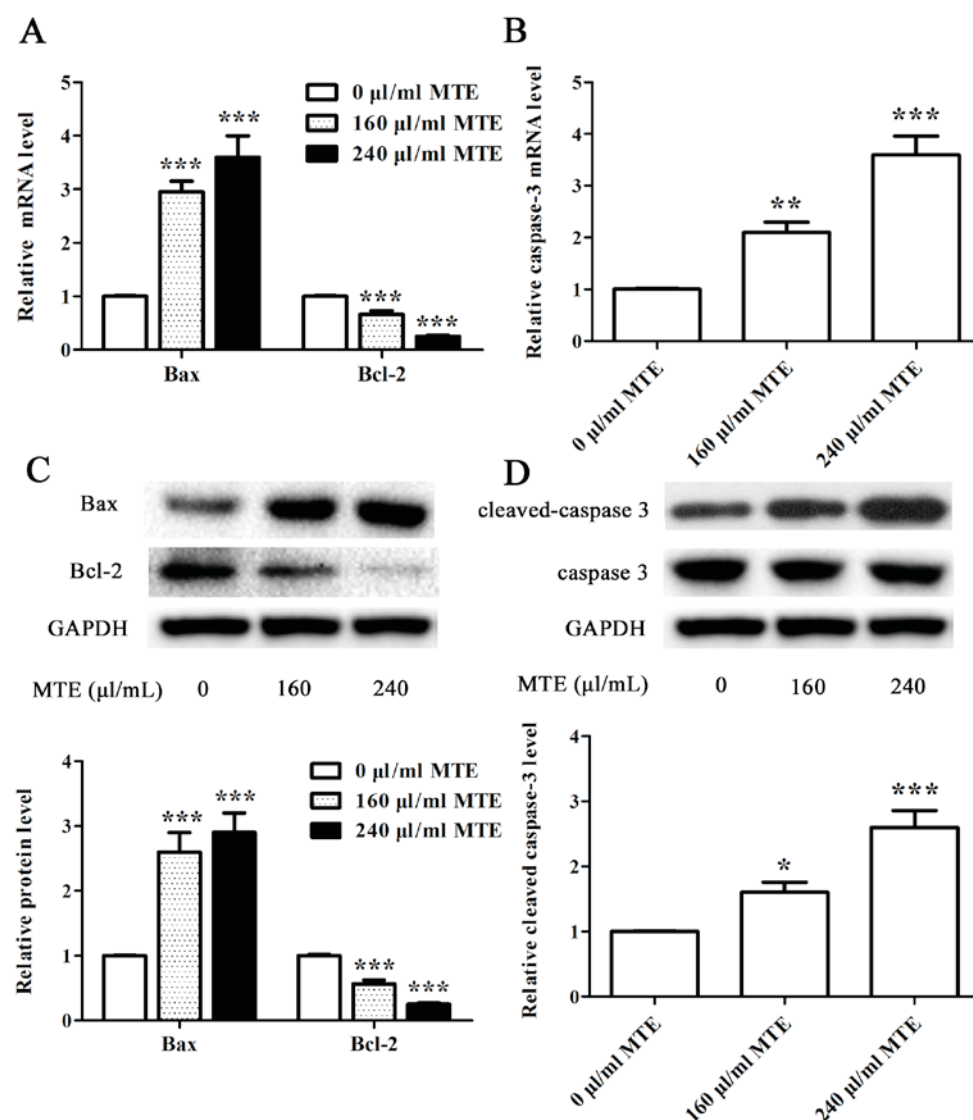 A
Relative mRNA level
5
4
3
2
1
0
0 μl/ml MTE
160 μl/ml MTE
240 μl/ml MTE
***
***
***
***
Bax
Bcl-2
B
Relative caspase-3 mRNA level
5
4
3
2
1
0
**
***
0 μl/ml MTE
160 μl/ml MTE
240 μl/ml MTE
C
Bax
Bcl-2
GAPDH
MTE (μl/mL)
0
160
240
Relative protein level
4
3
2
1
0
0 μl/ml MTE
160 μl/ml MTE
240 μl/ml MTE
***
***
***
***
Bax
Bcl-2
D
cleaved-caspase 3
caspase 3
GAPDH
MTE (μl/mL)
0
160
240
Relative cleaved caspase-3 level
4
3
2
1
0
*
***
0 μl/ml MTE
160 μl/ml MTE
240 μl/ml MTE